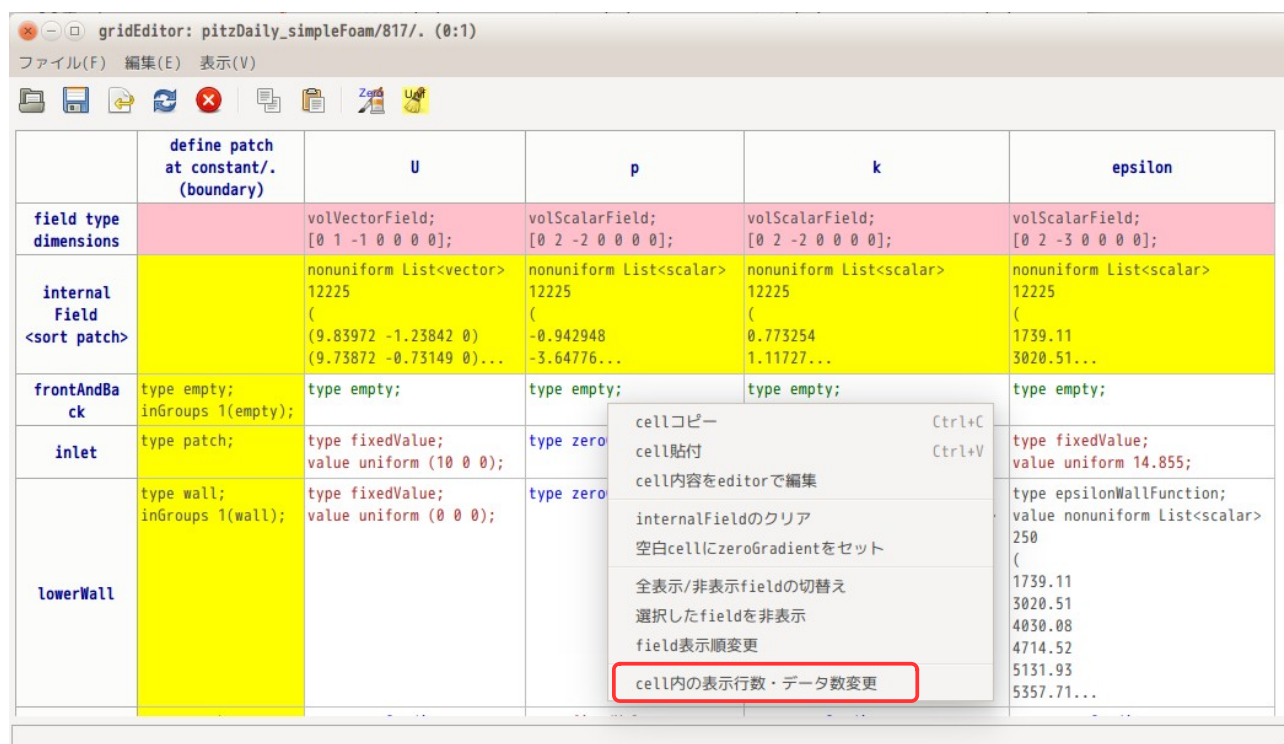 gridEditor: pitzDaily_simpleFoam/817/. (0:1)
ファイル(F) 編集(E) 表示(V)
Zero Unif
define patch
at constant/.
(boundary)
U
p
k
epsilon
field type
dimensions
volVectorField;
[0 1 -1 0 0 0 0];
volScalarField;
[0 2 -2 0 0 0 0];
volScalarField;
[0 2 -2 0 0 0 0];
volScalarField;
[0 2 -3 0 0 0 0];
internal
Field
<sort patch>
nonuniform List<vector>
12225
(
(9.83972 -1.23842 0)
(9.73872 -0.73149 0)...
nonuniform List<scalar>
12225
(
-0.942948
-3.64776...
nonuniform List<scalar>
12225
(
0.773254
1.11727...
nonuniform List<scalar>
12225
(
1739.11
3020.51...
frontAndBa
ck
type empty;
inGroups 1(empty);
type empty;
type empty;
type empty;
type empty;
inlet
type patch;
type fixedValue;
value uniform (10 0 0);
type zero
type fixedValue;
value uniform 14.855;
lowerWall
type wall;
inGroups 1(wall);
type fixedValue;
value uniform (0 0 0);
type zero
type epsilonWallFunction;
value nonuniform List<scalar>
250
(
1739.11
3020.51
4030.08
4714.52
5131.93
5357.71...
cellコピー Ctrl+C
cell貼付 Ctrl+V
cell内容をeditorで編集
internalFieldのクリア
空白cellにzeroGradientをセット
全表示/非表示fieldの切替え
選択したfieldを非表示
field表示順変更
cell内の表示行数・データ数変更